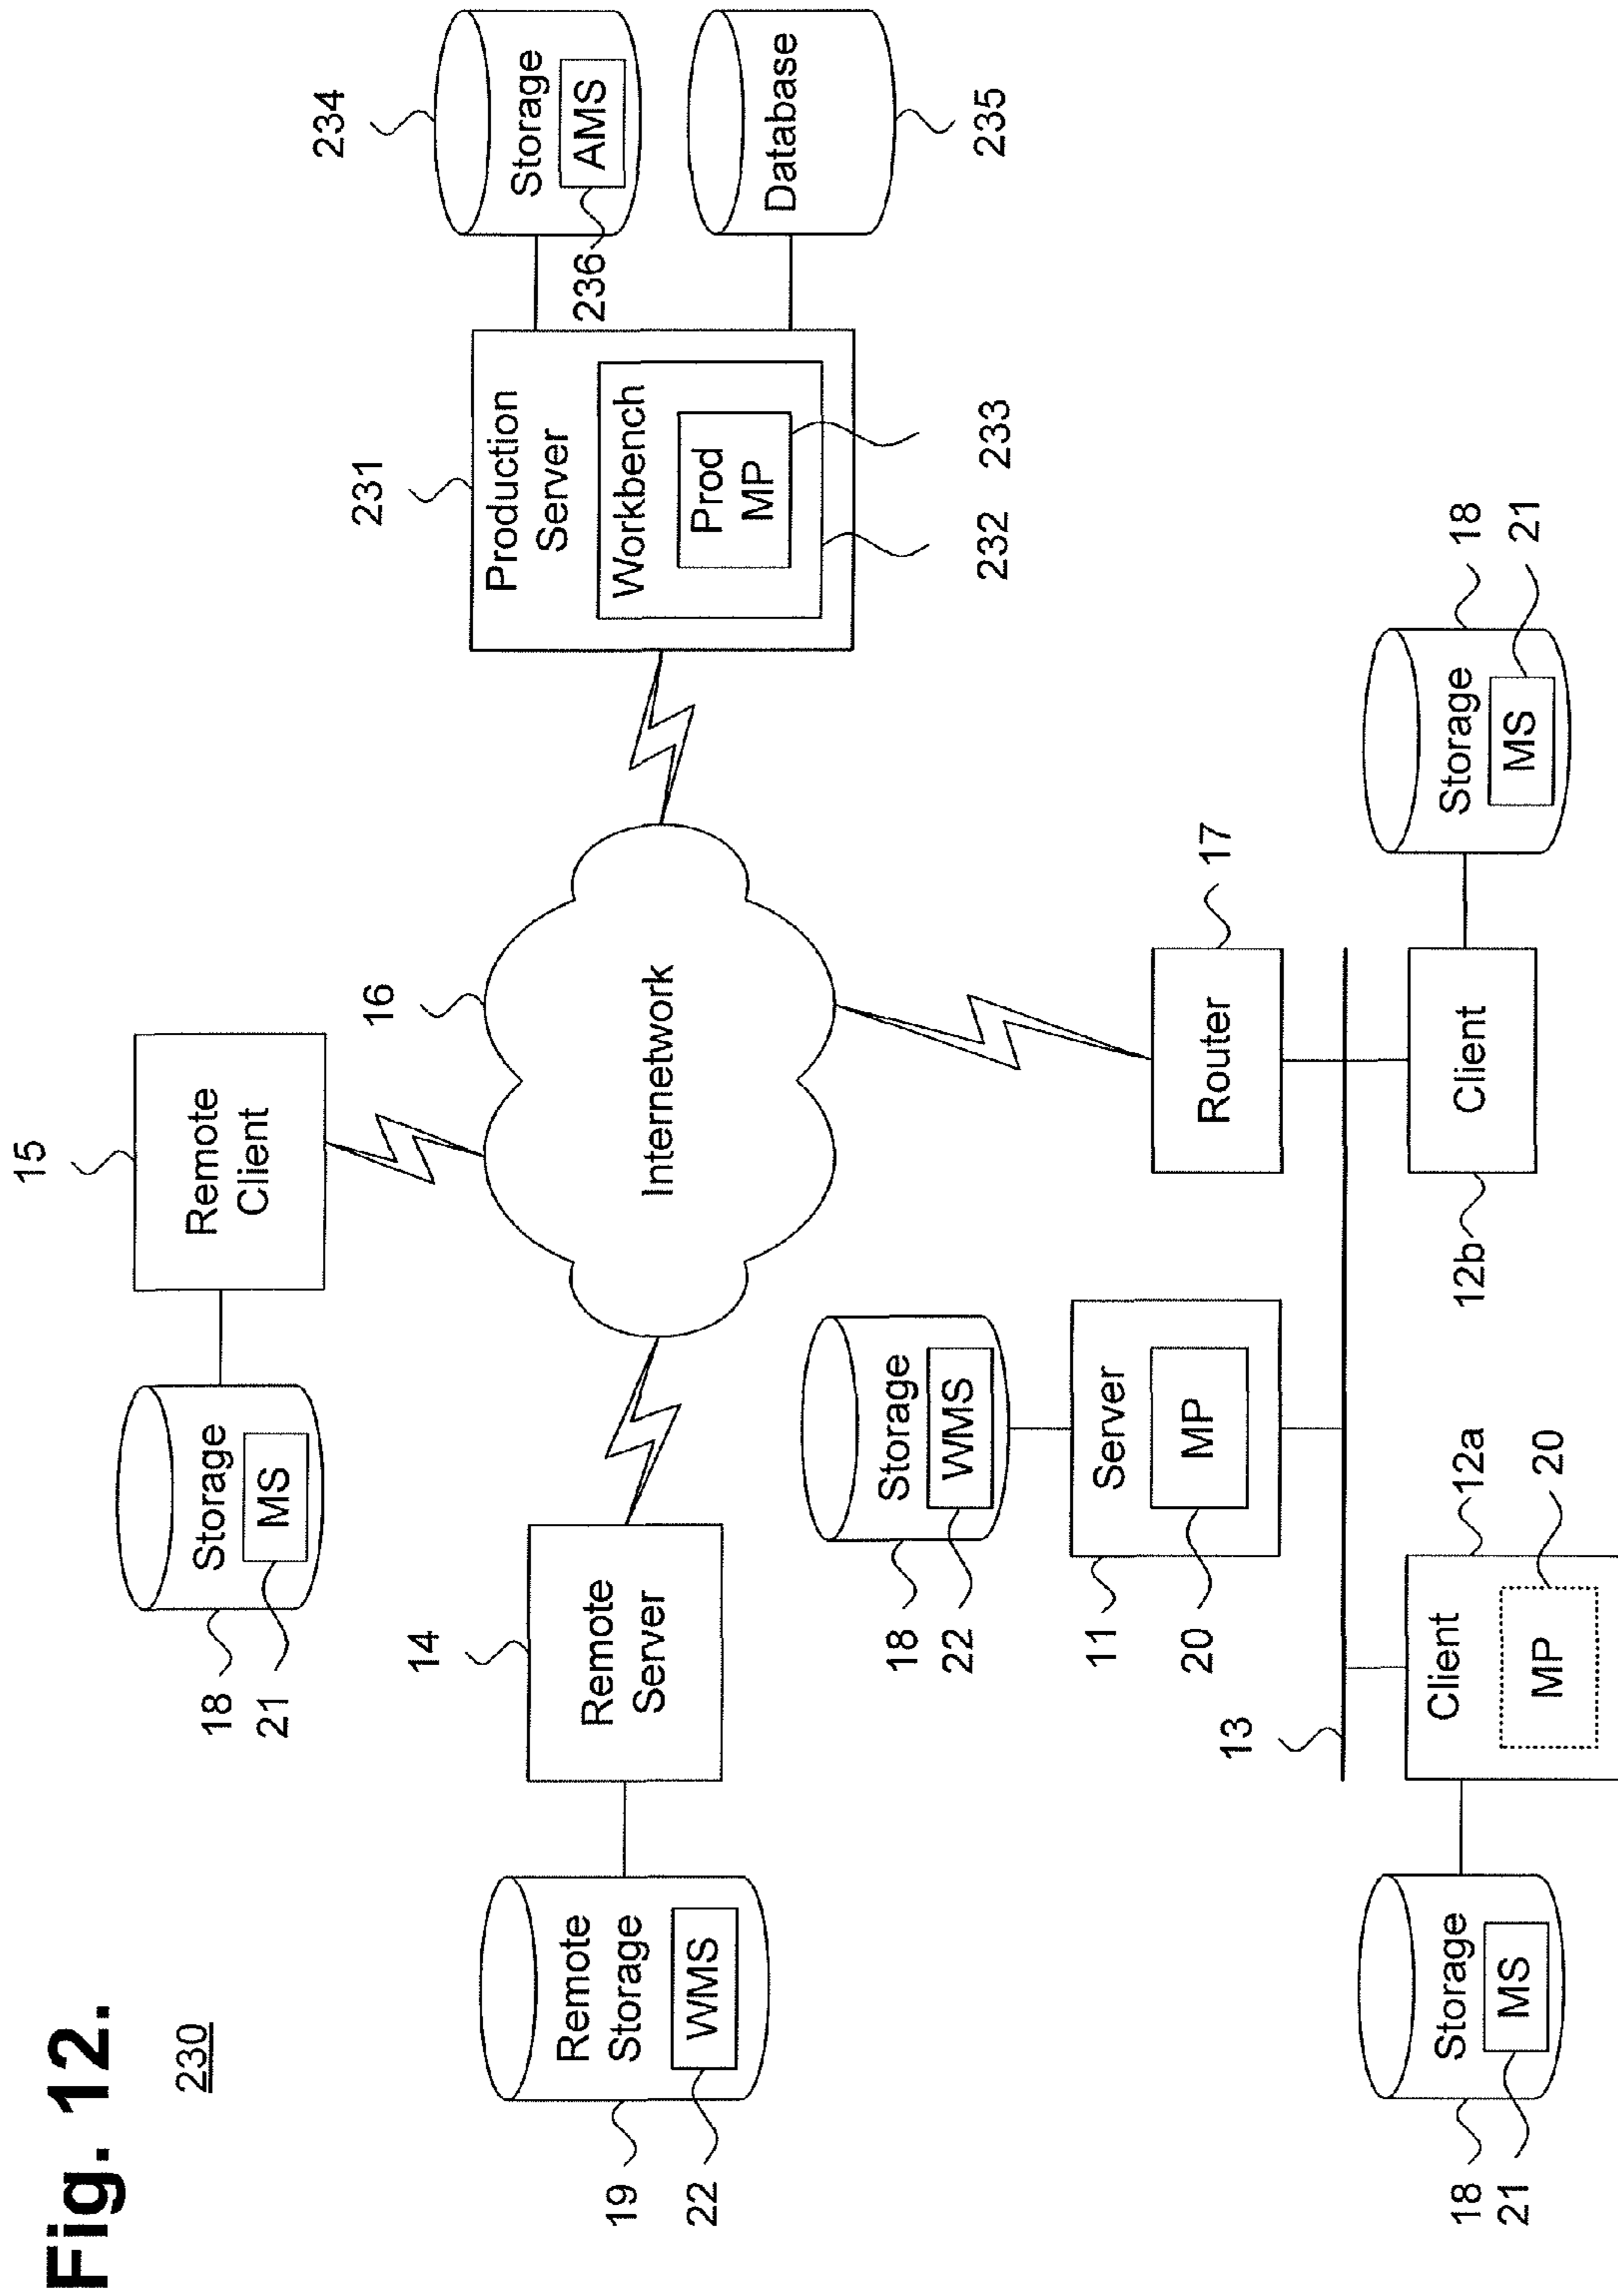 Fig. 12.
230
15
Remote
Client
Storage
MS
18
21
16
Internetwork
14
Remote
Server
Remote
Storage
WMS
19
22
231
Production
Server
Workbench
Prod
MP
232
233
234
Storage
AMS
236
Database
235
Storage
WMS
18
22
Server
MP
11
20
Router
17
13
Client
12a
MP
20
Storage
MS
18
21
Client
12b
Storage
MS
18
21